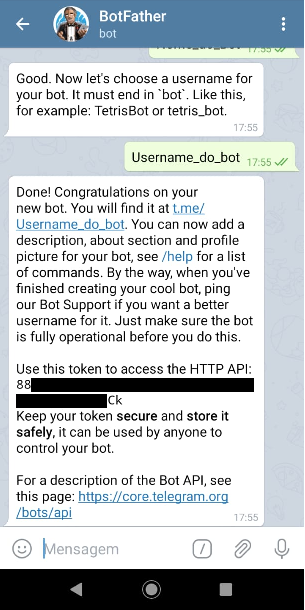 BotFather
bot
17:55
Good. Now let's choose a username for
your bot. It must end in `bot`. Like this,
for example: TetrisBot or tetris_bot.
17:55
Username_do_bot 17:55
Done! Congratulations on your
new bot. You will find it at t.me/
Username_do_bot. You can now add a
description, about section and profile
picture for your bot, see /help for a list
of commands. By the way, when you've
finished creating your cool bot, ping
our Bot Support if you want a better
username for it. Just make sure the bot
is fully operational before you do this.
Use this token to access the HTTP API:
88
Ck
Keep your token secure and store it
safely, it can be used by anyone to
control your bot.
For a description of the Bot API, see
this page: https://core.telegram.org
/bots/api
17:55
Mensagem